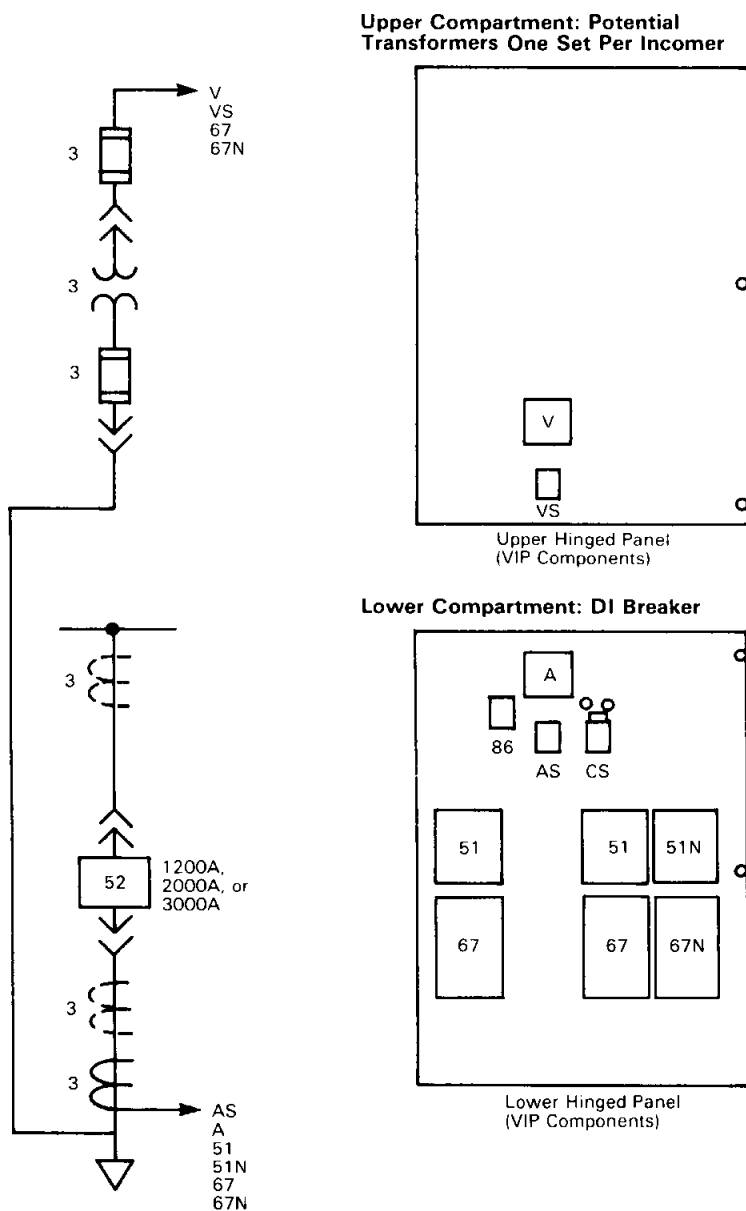 Upper Compartment: Potential
Transformers One Set Per Incomer
V
VS
67
67N
3
3
3
V
VS
Upper Hinged Panel
(VIP Components)
Lower Compartment: DI Breaker
3
A
86
AS
CS
51
51
51N
52
1200A,
2000A, or
3000A
67
67
67N
3
3
AS
A
51
51N
67
67N
Lower Hinged Panel
(VIP Components)